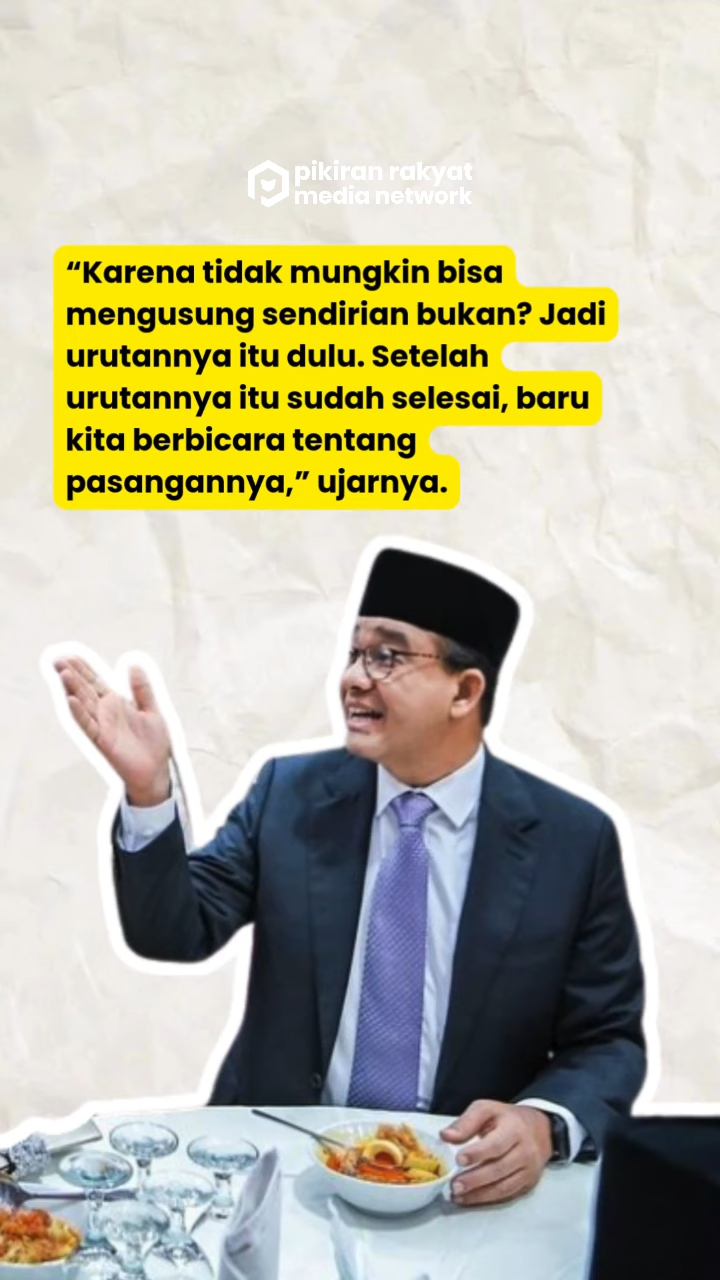 pikiran rakyat
media network
“Karena tidak mungkin bisa
mengusung sendirian bukan? Jadi
urutannya itu dulu. Setelah
urutannya itu sudah selesai, baru
kita berbicara tentang
pasangannya,” ujarnya.